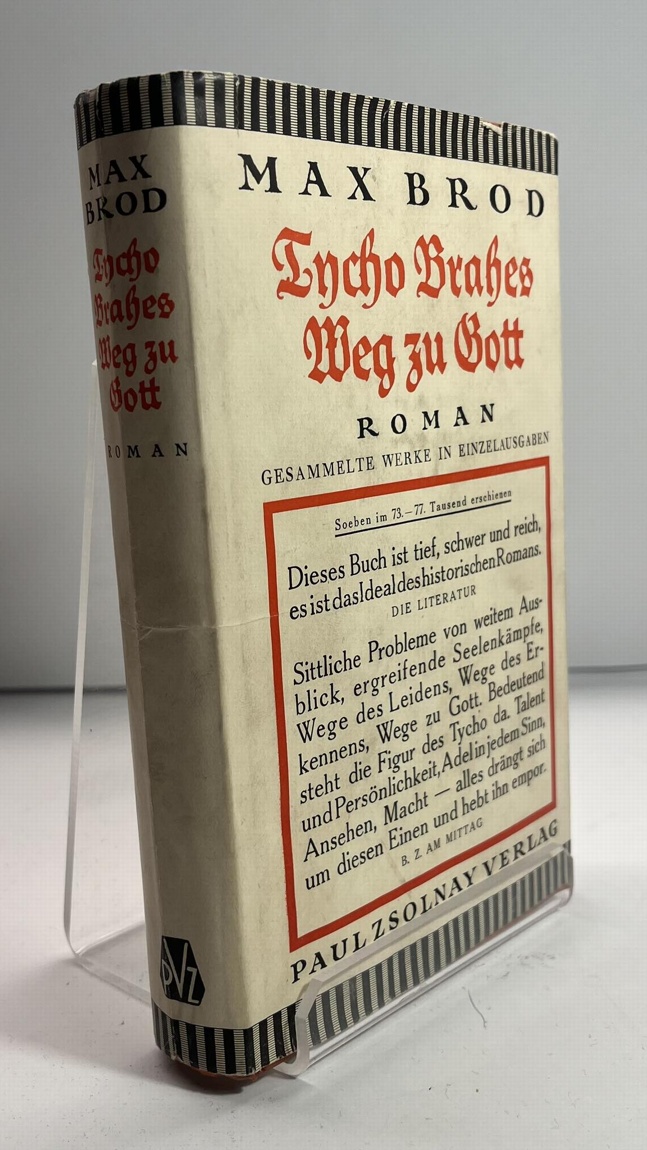 MAX
BROD
Tycho
Brahes
Weg zu
Gott
ROMAN
PVZ
MAX BROD
Tycho Brahes
Weg zu Gott
ROMAN
GESAMMELTE WERKE IN EINZELAUSGABEN
Soeben im 73.–77. Tausend erschienen
Dieses Buch ist tief, schwer und reich,
es ist das Ideal des historischen Romans.
DIE LITERATUR
Sittliche Probleme von weitem Aus-
blick, ergreifende Seelenkämpfe,
Wege des Leidens, Wege des Er-
kennens, Wege zu Gott. Bedeutend
steht die Figur des Tycho da. Talent
und Persönlichkeit, Adel in jedem Sinn,
Ansehen, Macht — alles drängt sich
um diesen Einen und hebt ihn empor.
B. Z. AM MITTAG
PAUL ZSOLNAY VERLAG